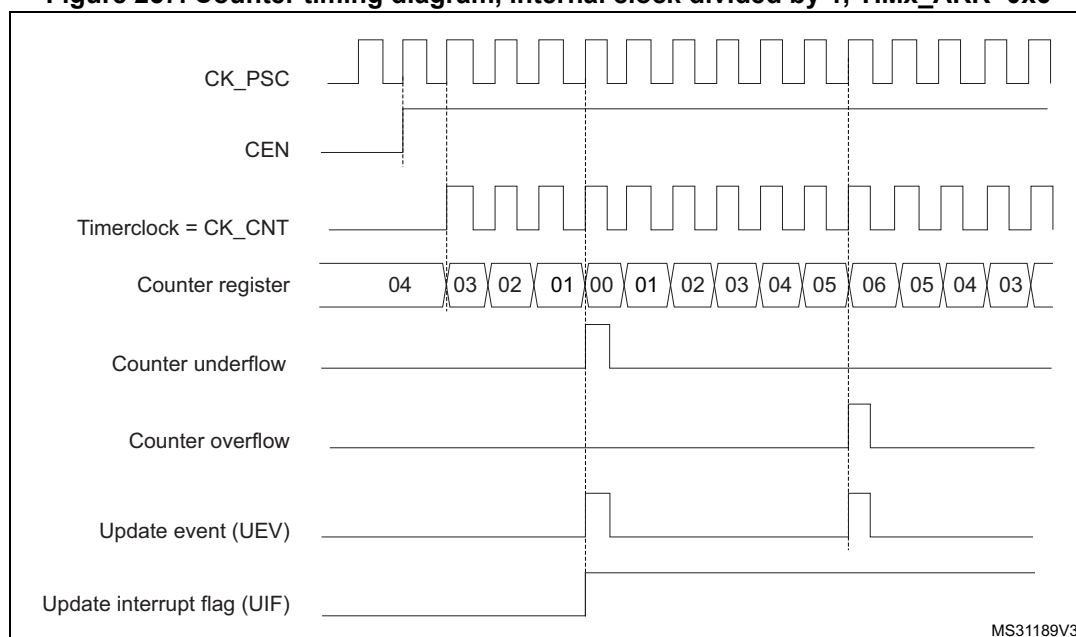 CK_PSC
CEN
Timerclock = CK_CNT
Counter register 04 03 02 01 00 01 02 03 04 05 06 05 04 03
Counter underflow
Counter overflow
Update event (UEV)
Update interrupt flag (UIF)
MS31189V3